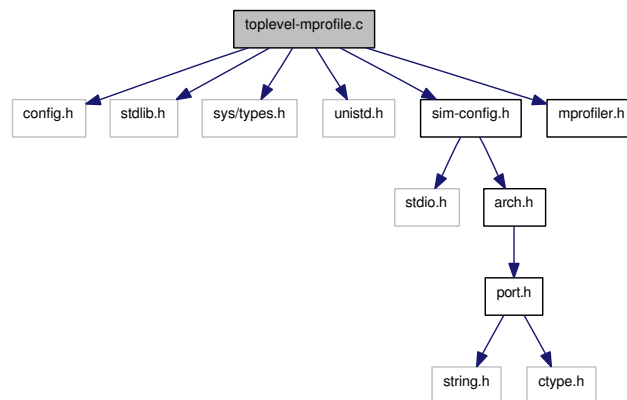 toplevel-mprofile.c
config.h
stdlib.h
sys/types.h
unistd.h
sim-config.h
mprofiler.h
stdio.h
arch.h
port.h
string.h
ctype.h